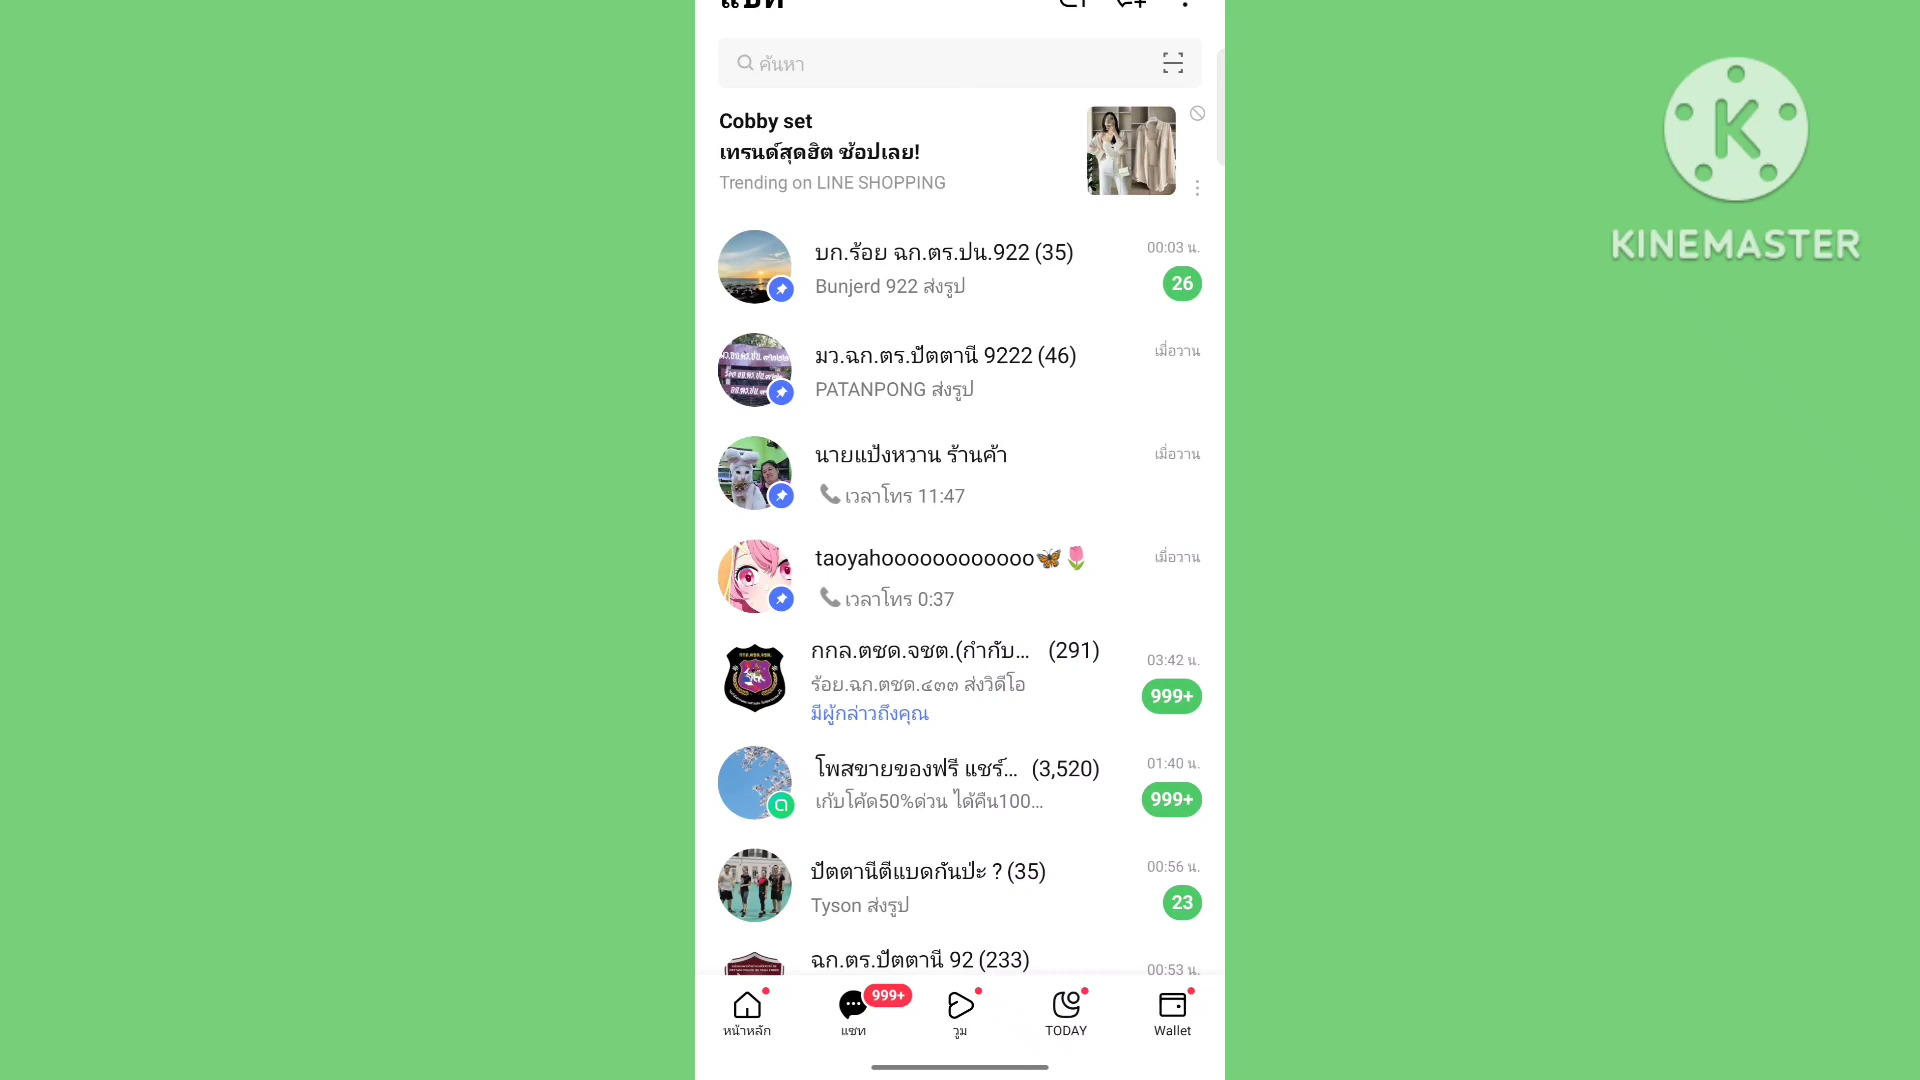 แชท
ค้นหา
Cobby set
เทรนด์สุดฮิต ช้อปเลย!
Trending on LINE SHOPPING
KINEMASTER
บก.ร้อย ฉก.ตร.ปน.922 (35)
00:03 น.
Bunjerd 922 ส่งรูป
26
มว.ฉก.ตร.ปัตตานี 9222 (46)
เมื่อวาน
PATANPONG ส่งรูป
นายแป้งหวาน ร้านค้า
เมื่อวาน
เวลาโทร 11:47
taoyahooooooooooooo🦋🌷
เมื่อวาน
เวลาโทร 0:37
กกล.ตชด.จชต.(กำกับ... (291)
03:42 น.
ร้อย.ฉก.ตชด.๔๓๓ ส่งวิดีโอ
999+
มีผู้กล่าวถึงคุณ
โพสขายของฟรี แชร์... (3,520)
01:40 น.
เก้บโค้ด50%ด่วน ได้คืน100...
999+
ปัตตานีตีแบดกันป่ะ ? (35)
00:56 น.
Tyson ส่งรูป
23
ฉก.ตร.ปัตตานี 92 (233)
00:53 น.
999+
หน้าหลัก
แชท
วูม
TODAY
Wallet